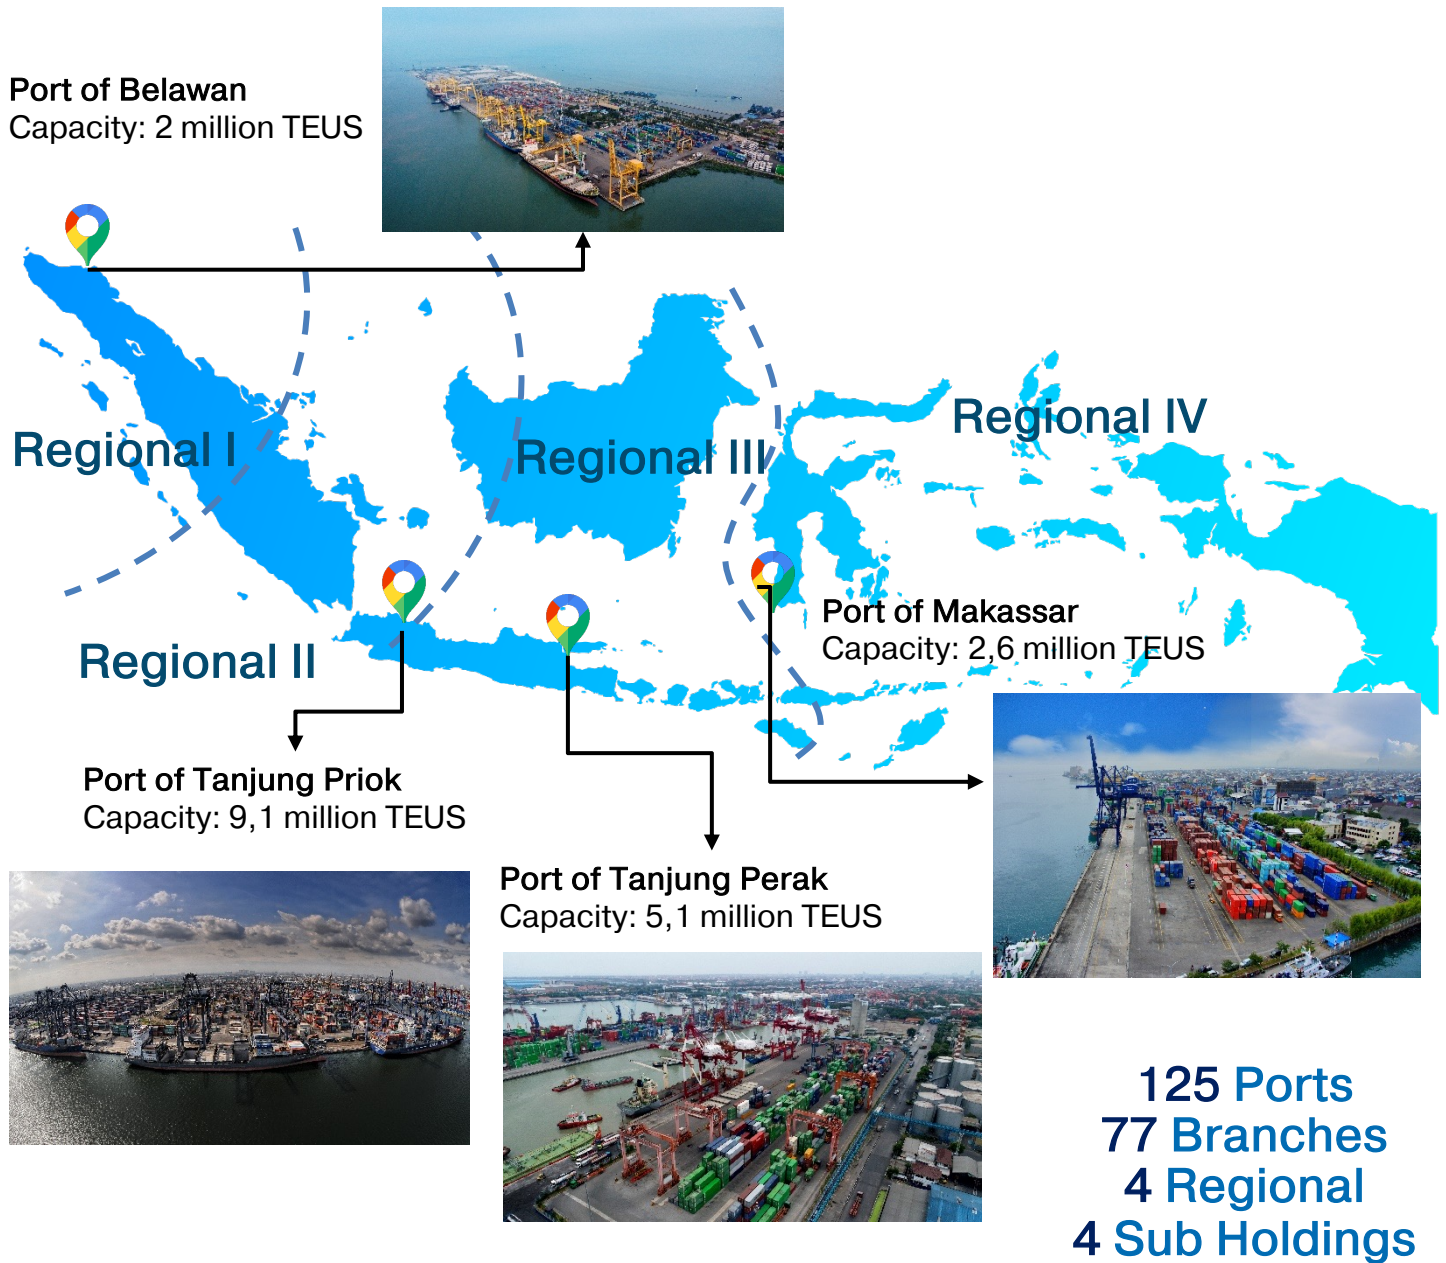 Port of Belawan
Capacity: 2 million TEUS
Regional I
Regional II
Regional III
Regional IV
Port of Makassar
Capacity: 2,6 million TEUS
Port of Tanjung Priok
Capacity: 9,1 million TEUS
Port of Tanjung Perak
Capacity: 5,1 million TEUS
125 Ports
77 Branches
4 Regional
4 Sub Holdings